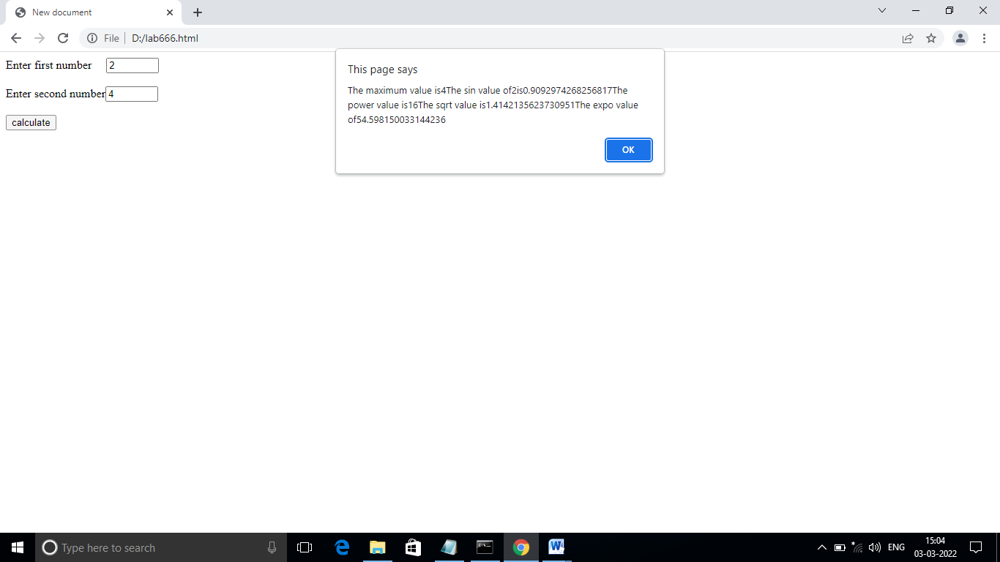 New document
File D:/lab666.html
Enter first number 2
Enter second number 4
calculate
This page says
The maximum value is4The sin value of2is0.9092974268256817The
power value is16The sqrt value is1.4142135623730951The expo value
of54.598150033144236
OK
Type here to search
ENG
15:04
03-03-2022